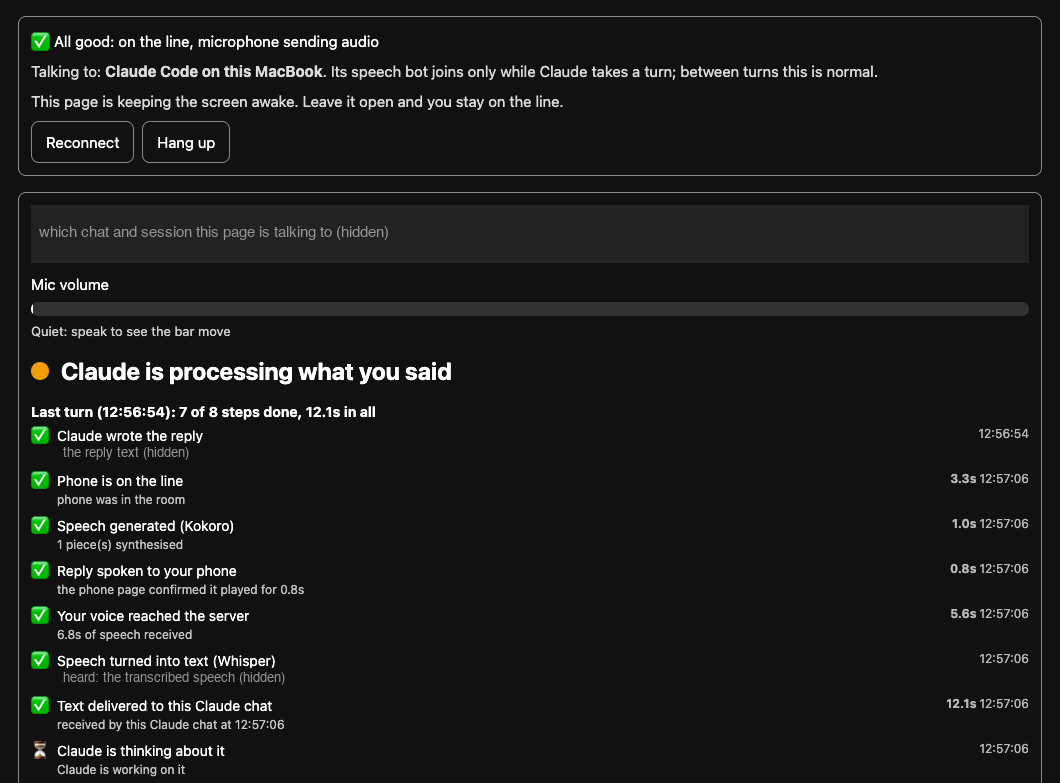 ✅ All good: on the line, microphone sending audio
Talking to: Claude Code on this MacBook. Its speech bot joins only while Claude takes a turn; between turns this is normal.
This page is keeping the screen awake. Leave it open and you stay on the line.
Reconnect Hang up
which chat and session this page is talking to (hidden)
Mic volume
Quiet: speak to see the bar move
Claude is processing what you said
Last turn (12:56:54): 7 of 8 steps done, 12.1s in all
✅ Claude wrote the reply 12:56:54
the reply text (hidden)
✅ Phone is on the line 3.3s 12:57:06
phone was in the room
✅ Speech generated (Kokoro) 1.0s 12:57:06
1 piece(s) synthesised
✅ Reply spoken to your phone 0.8s 12:57:06
the phone page confirmed it played for 0.8s
✅ Your voice reached the server 5.6s 12:57:06
6.8s of speech received
✅ Speech turned into text (Whisper) 12:57:06
heard: the transcribed speech (hidden)
✅ Text delivered to this Claude chat 12.1s 12:57:06
received by this Claude chat at 12:57:06
⏳ Claude is thinking about it 12:57:06
Claude is working on it